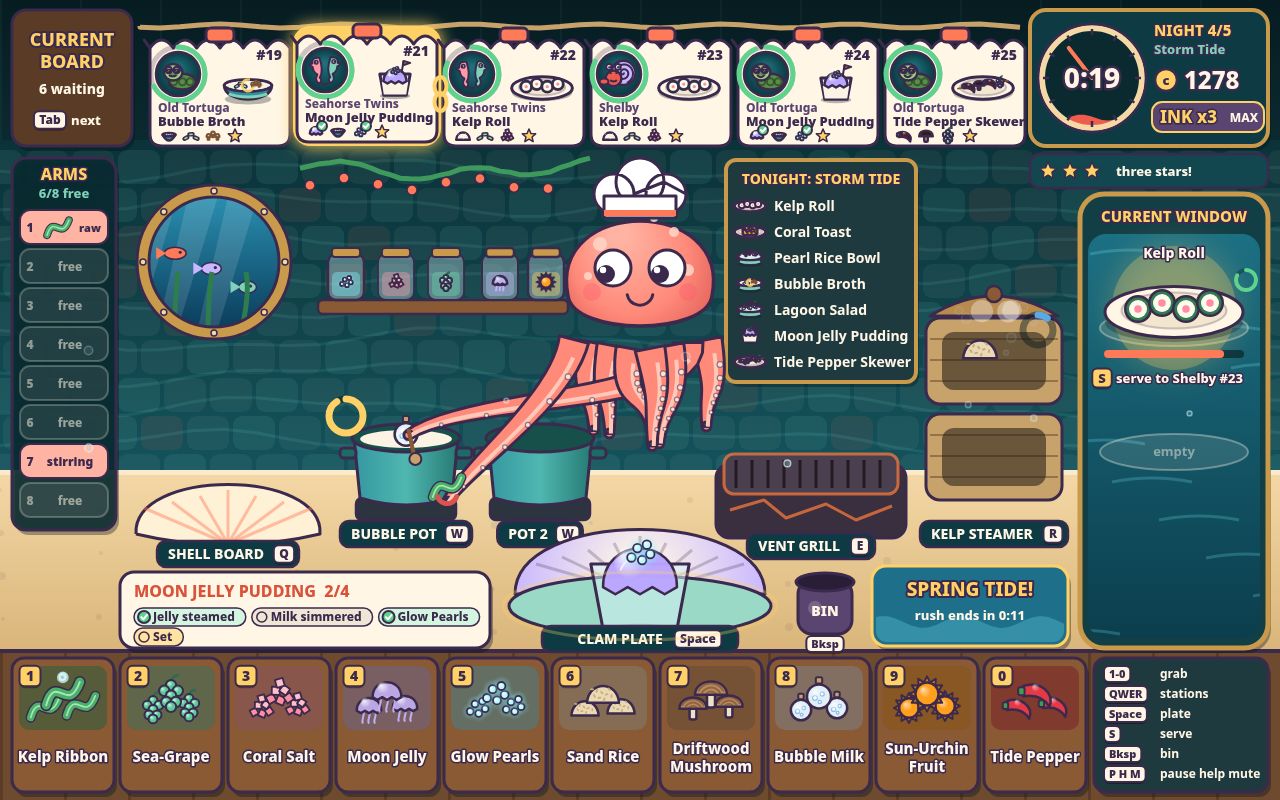 CURRENT
BOARD
6 waiting
Tab next
#19
Old Tortuga
Bubble Broth
#21
Seahorse Twins
Moon Jelly Pudding
#22
Seahorse Twins
Kelp Roll
#23
Shelby
Kelp Roll
#24
Old Tortuga
Moon Jelly Pudding
#25
Old Tortuga
Tide Pepper Skewer
0:19
NIGHT 4/5
Storm Tide
c 1278
INK x3 MAX
three stars!
ARMS
6/8 free
1 raw
2 free
3 free
4 free
5 free
6 free
7 stirring
8 free
TONIGHT: STORM TIDE
Kelp Roll
Coral Toast
Pearl Rice Bowl
Bubble Broth
Lagoon Salad
Moon Jelly Pudding
Tide Pepper Skewer
CURRENT WINDOW
Kelp Roll
S serve to Shelby #23
empty
SHELL BOARD Q
BUBBLE POT W
POT 2 W
VENT GRILL E
KELP STEAMER R
MOON JELLY PUDDING 2/4
Jelly steamed
Milk simmered
Glow Pearls
Set
CLAM PLATE Space
BIN
Bksp
SPRING TIDE!
rush ends in 0:11
1 Kelp Ribbon
2 Sea-Grape
3 Coral Salt
4 Moon Jelly
5 Glow Pearls
6 Sand Rice
7 Driftwood
Mushroom
8 Bubble Milk
9 Sun-Urchin
Fruit
0 Tide Pepper
1-0 grab
QWER stations
Space plate
S serve
Bksp bin
P H M pause help mute